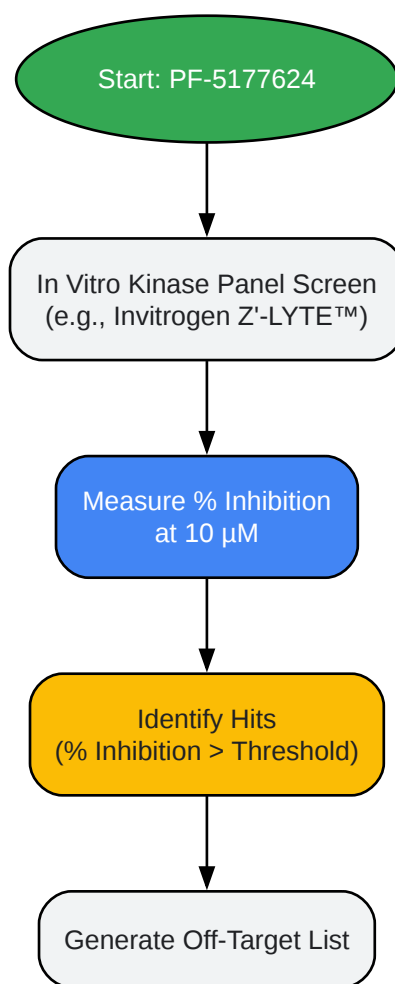 Start: PF-5177624
In Vitro Kinase Panel Screen
(e.g., Invitrogen Z'-LYTE™)
Measure % Inhibition
at 10 µM
Identify Hits
(% Inhibition > Threshold)
Generate Off-Target List